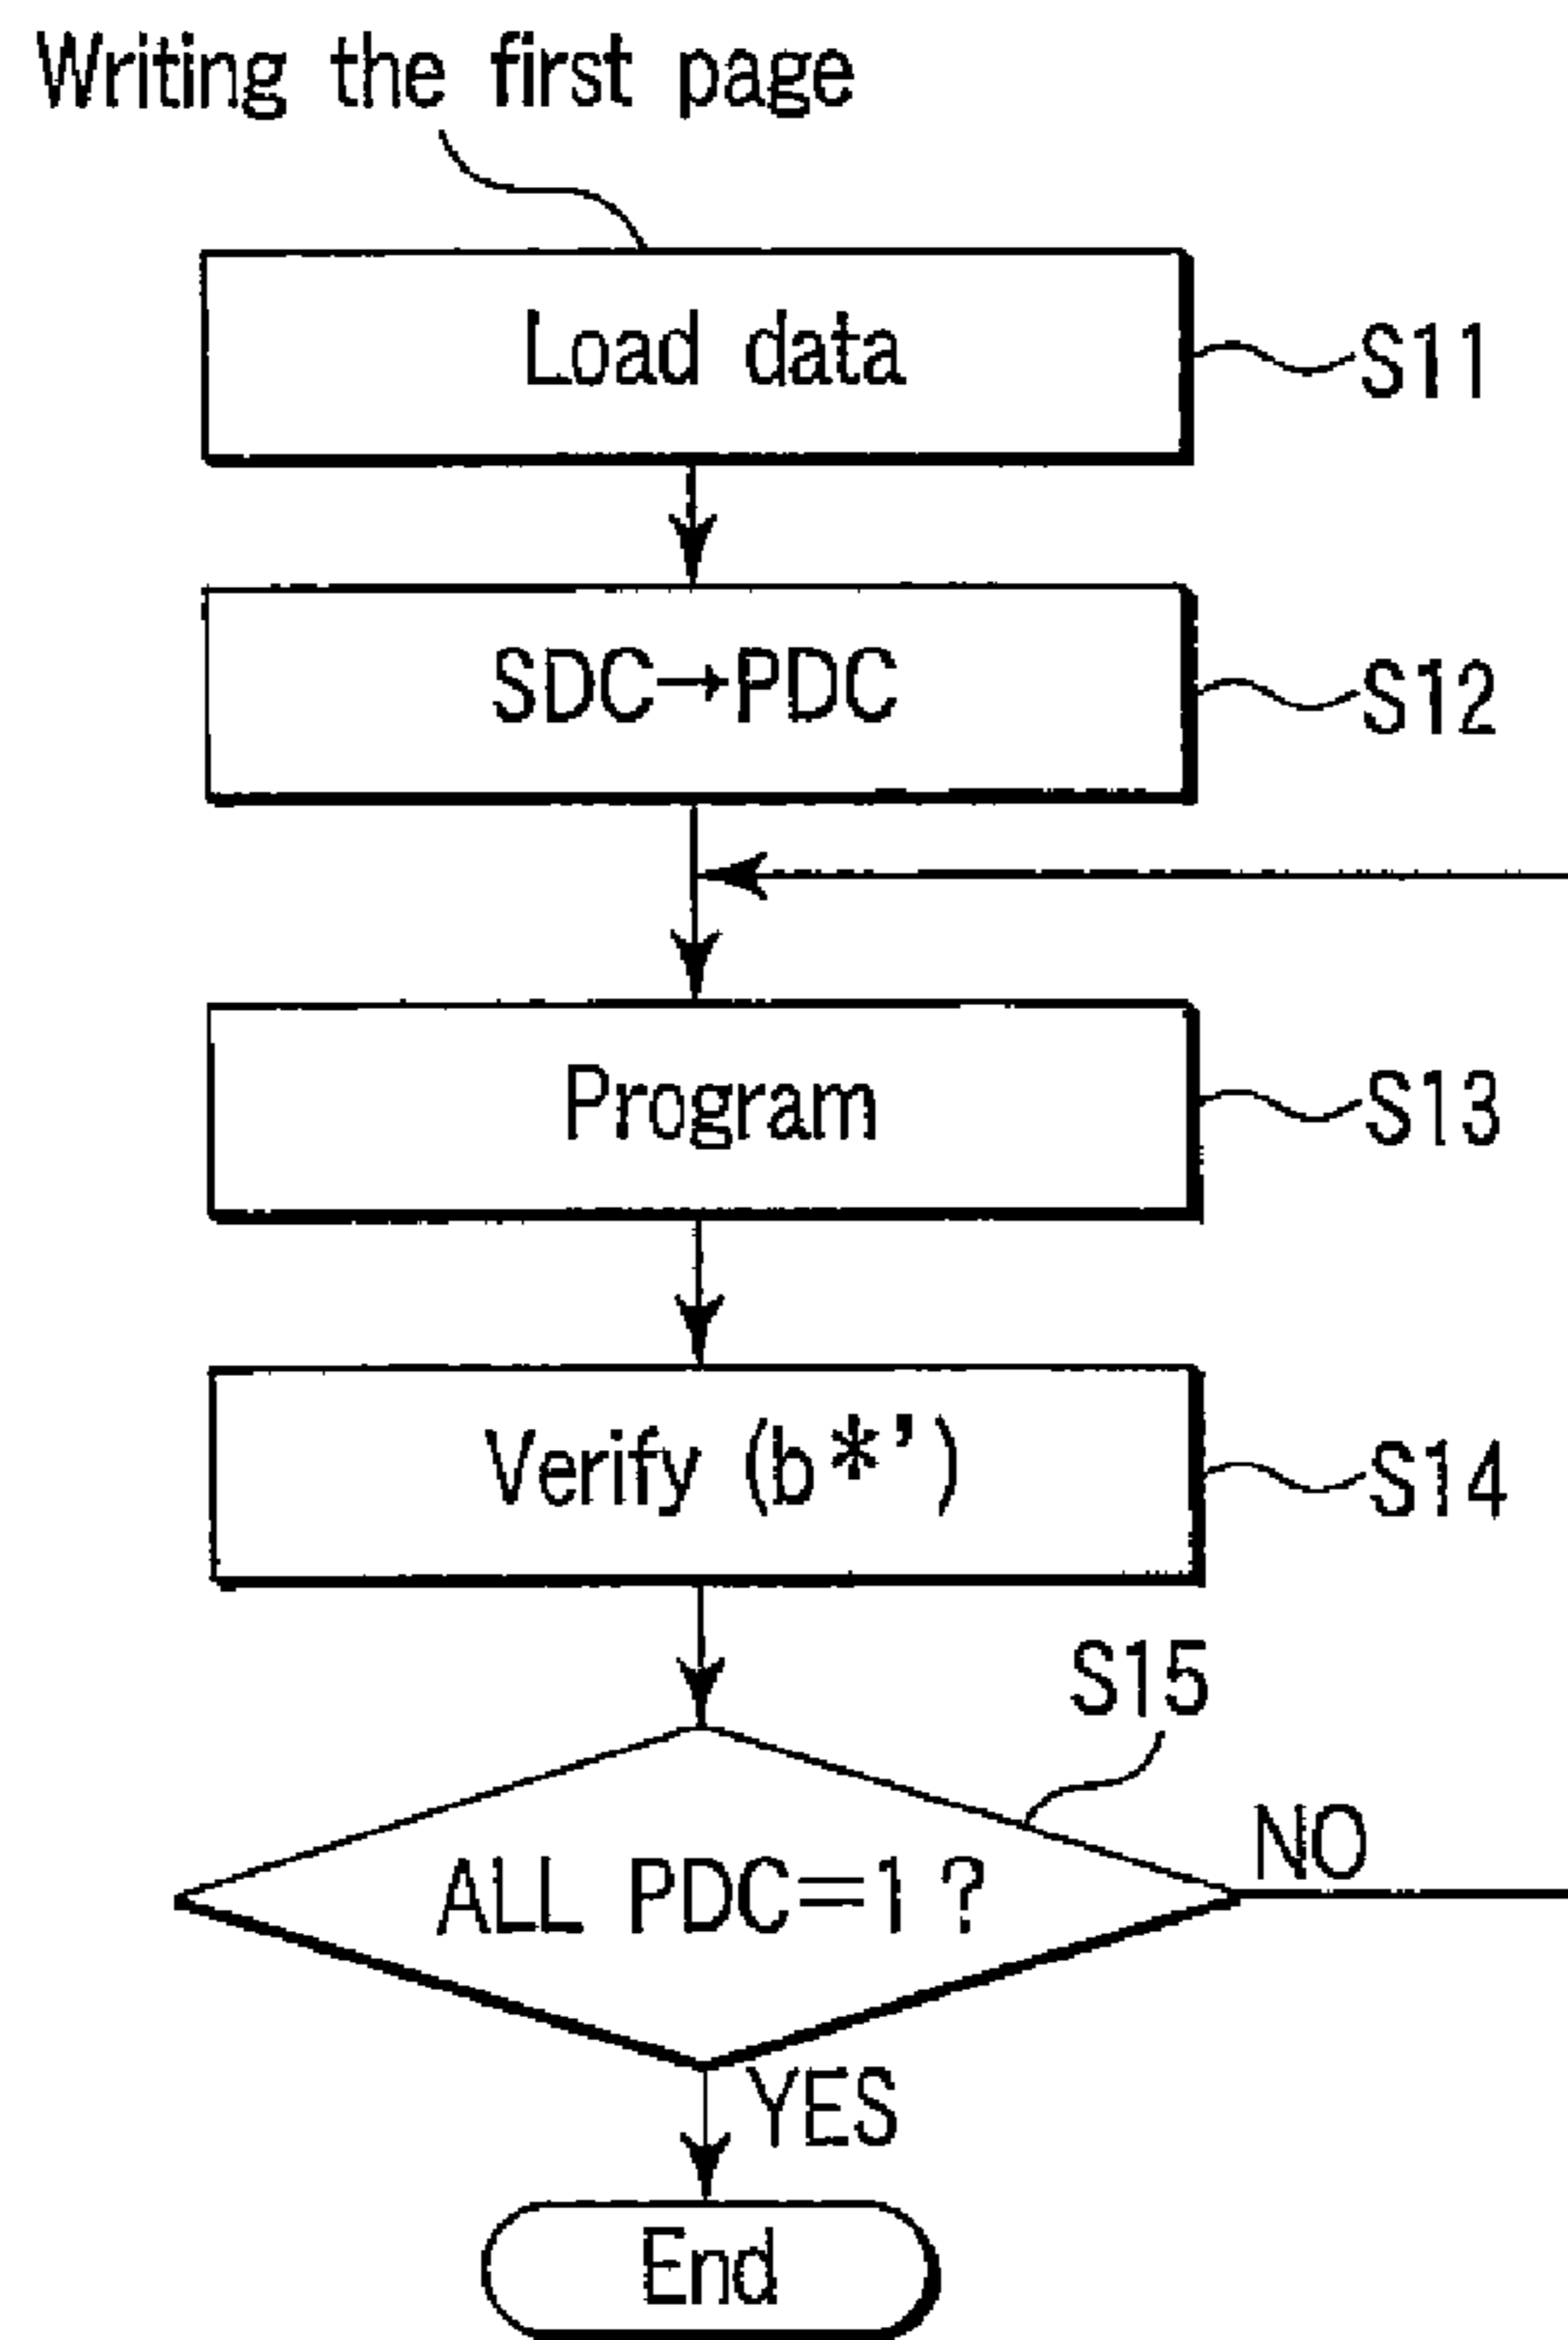 Writing the first page
Load data
S11
SDC→PDC
S12
Program
S13
Verify (b*’)
S14
S15
ALL PDC=1 ?
NO
YES
End